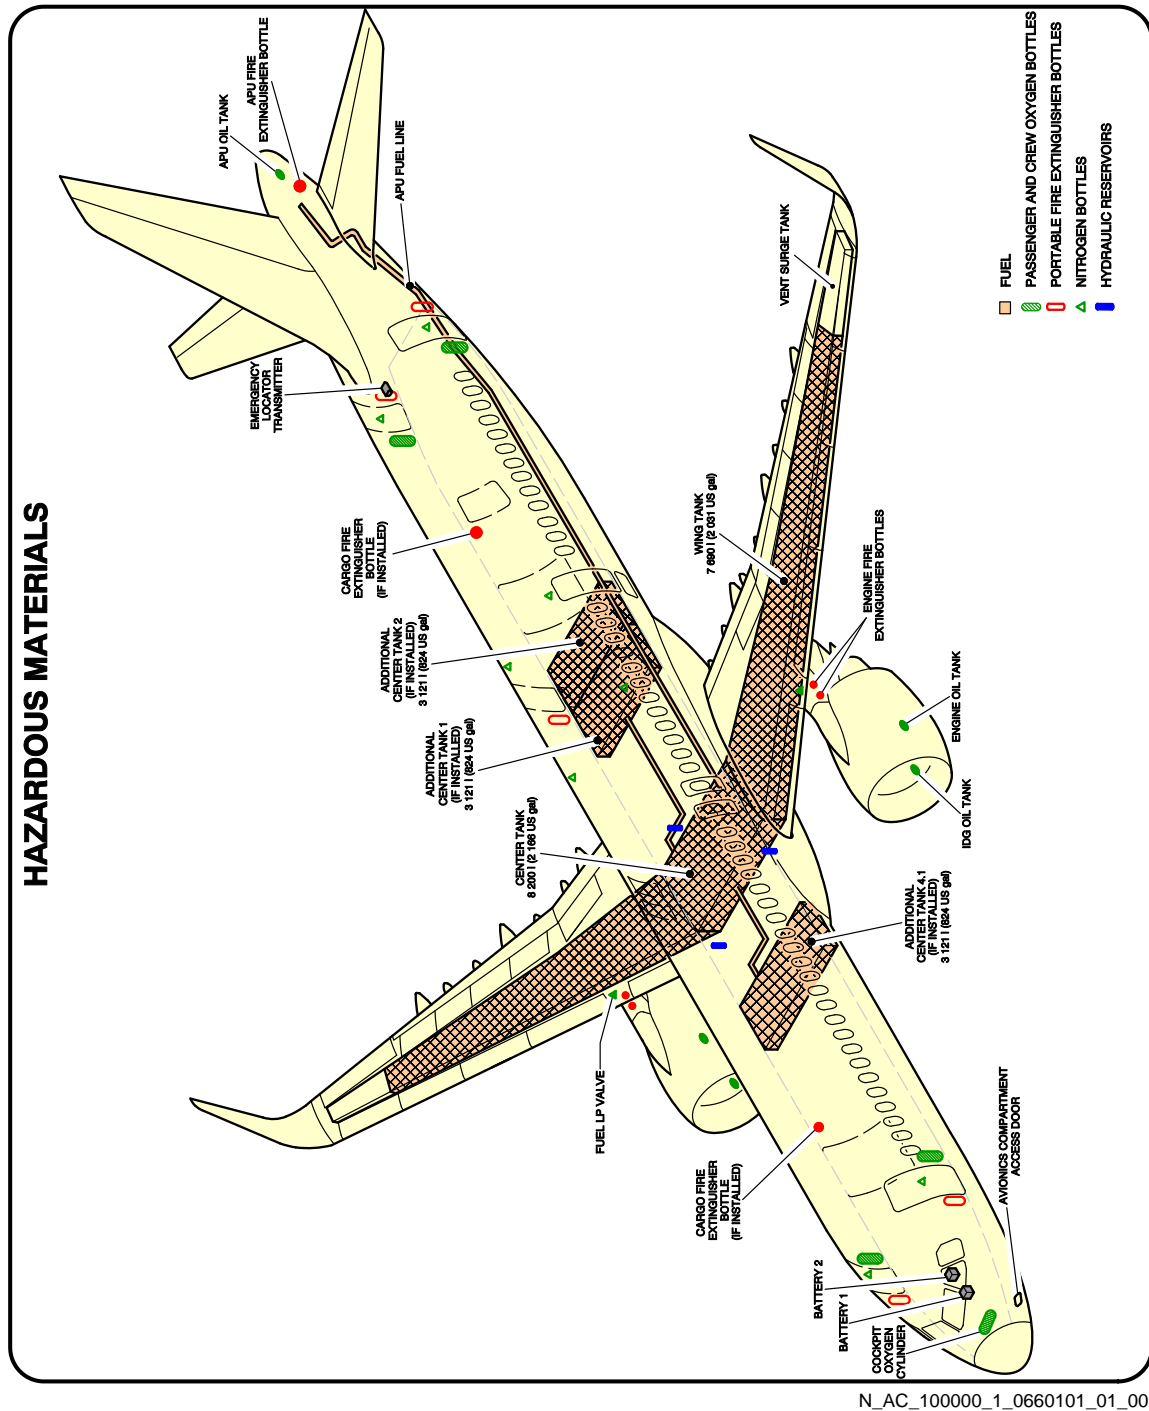 HAZARDOUS MATERIALS
APU OIL TANK
APU FIRE
EXTINGUISHER BOTTLE
APU FUEL LINE
EMERGENCY
LOCATOR
TRANSMITTER
CARGO FIRE
EXTINGUISHER
BOTTLE
(IF INSTALLED)
ADDITIONAL
CENTER TANK 2
(IF INSTALLED)
3 121 l (824 US gal)
ADDITIONAL
CENTER TANK 1
(IF INSTALLED)
3 121 l (824 US gal)
CENTER TANK
8 200 l (2 166 US gal)
FUEL LP VALVE
CARGO FIRE
EXTINGUISHER
BOTTLE
(IF INSTALLED)
BATTERY 2
BATTERY 1
COCKPIT
OXYGEN
CYLINDER
VENT SURGE TANK
WING TANK
7 690 l (2 031 US gal)
ENGINE FIRE
EXTINGUISHER BOTTLES
ENGINE OIL TANK
IDG OIL TANK
ADDITIONAL
CENTER TANK 4.1
(IF INSTALLED)
3 121 l (824 US gal)
AVIONICS COMPARTMENT
ACCESS DOOR
FUEL
PASSENGER AND CREW OXYGEN BOTTLES
PORTABLE FIRE EXTINGUISHER BOTTLES
NITROGEN BOTTLES
HYDRAULIC RESERVOIRS
N_AC_100000_1_0660101_01_00